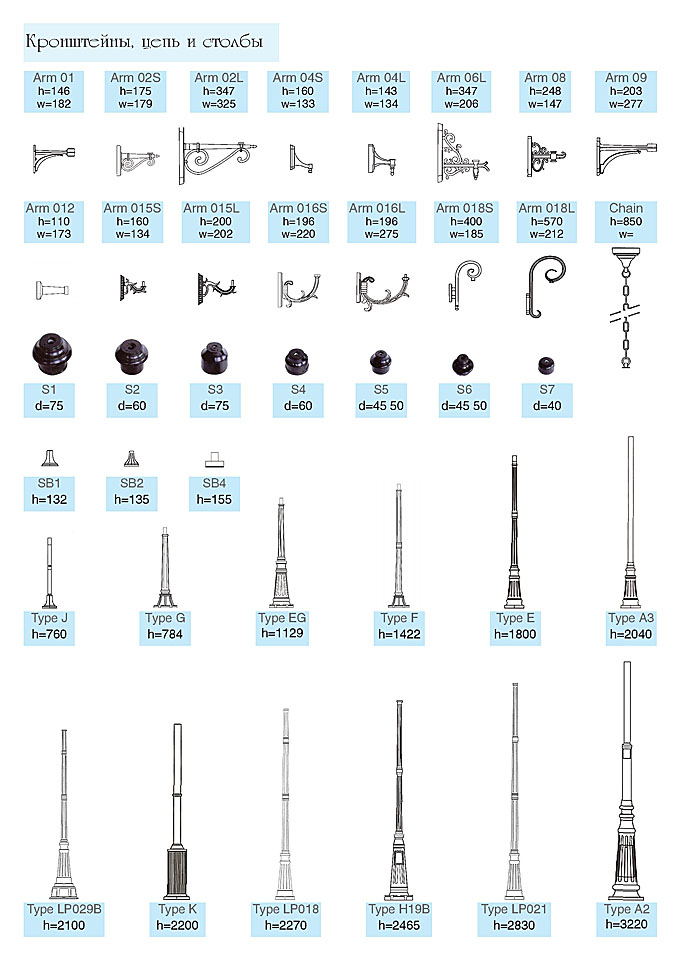 Кронштейны, цепь и столбы
Arm 01
h=146
w=182
Arm 02S
h=175
w=179
Arm 02L
h=347
w=325
Arm 04S
h=160
w=133
Arm 04L
h=143
w=134
Arm 06L
h=347
w=206
Arm 08
h=248
w=147
Arm 09
h=203
w=277
Arm 012
h=110
w=173
Arm 015S
h=160
w=134
Arm 015L
h=200
w=202
Arm 016S
h=196
w=220
Arm 016L
h=196
w=275
Arm 018S
h=400
w=185
Arm 018L
h=570
w=212
Chain
h=850
w=
S1
d=75
S2
d=60
S3
d=75
S4
d=60
S5
d=45 50
S6
d=45 50
S7
d=40
SB1
h=132
SB2
h=135
SB4
h=155
Type J
h=760
Type G
h=784
Type EG
h=1129
Type F
h=1422
Type E
h=1800
Type A3
h=2040
Type LP029B
h=2100
Type K
h=2200
Type LP018
h=2270
Type H19B
h=2465
Type LP021
h=2830
Type A2
h=3220